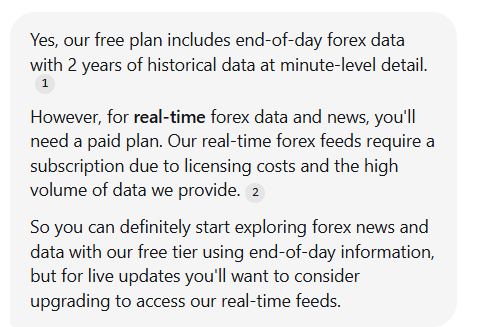 Yes, our free plan includes end-of-day forex data
with 2 years of historical data at minute-level detail.
1
However, for real-time forex data and news, you'll
need a paid plan. Our real-time forex feeds require a
subscription due to licensing costs and the high
volume of data we provide. 2
So you can definitely start exploring forex news and
data with our free tier using end-of-day information,
but for live updates you'll want to consider
upgrading to access our real-time feeds.